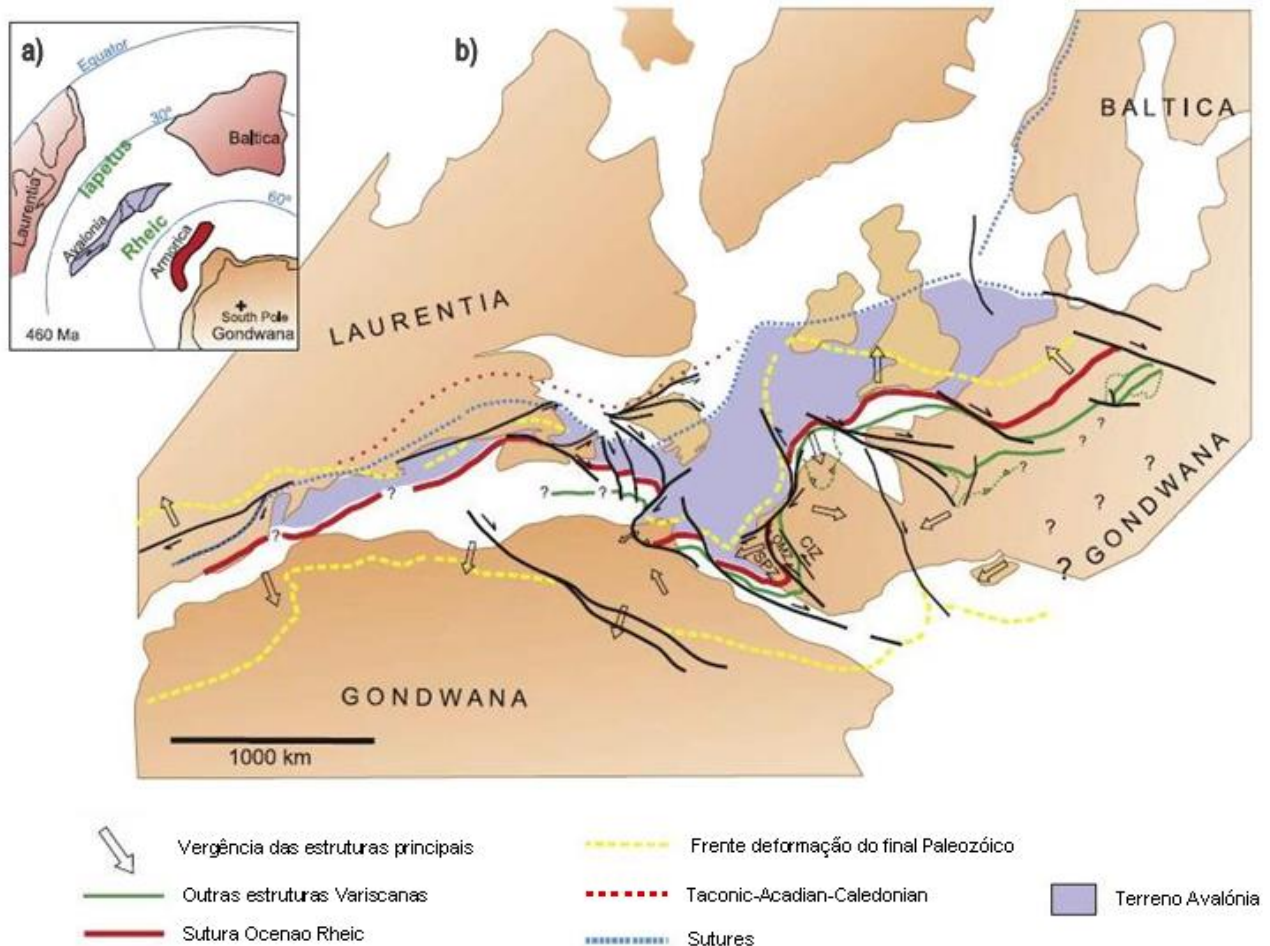 a)
Equator
30º
Baltica
Iapetus
Laurentia
Avalonia
60º
Rheic
Armorica
South Pole
Gondwana
460 Ma
b)
BALTICA
LAURENTIA
?
?
?
?
?
?
?
?
?
?
?
? GONDWANA
CIZ
OMZ
SPZ
GONDWANA
1000 km
Vergência das estruturas principais
Frente deformação do final Paleozóico
Outras estruturas Variscanas
Taconic-Acadian-Caledonian
Terreno Avalónia
Sutura Ocenao Rheic
Sutures